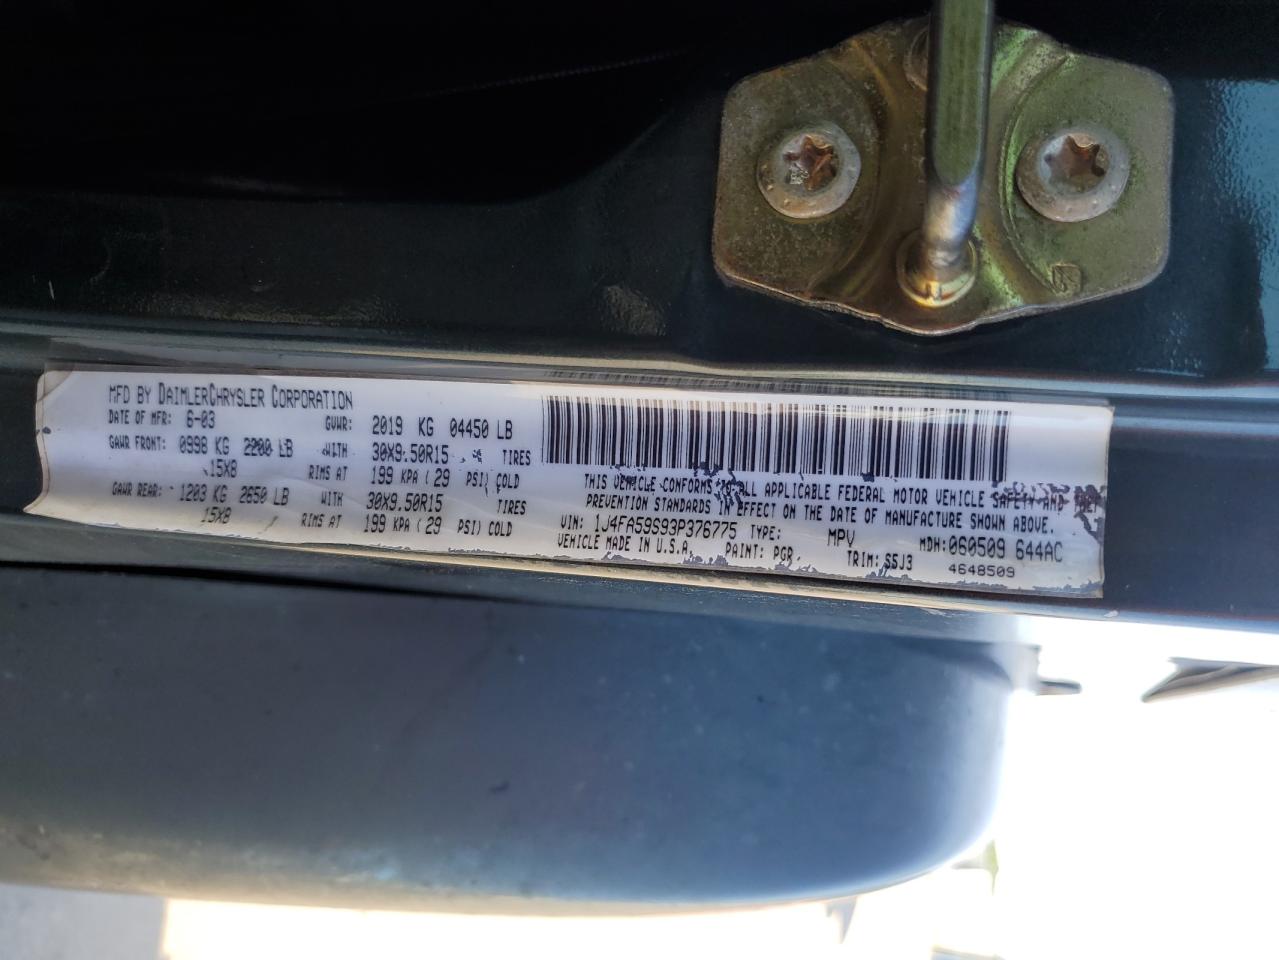 MFD BY DAIMLERCHRYSLER CORPORATION
DATE OF MFR: 6-03 GVWR: 2019 KG 04450 LB
GAWR FRONT: 0998 KG 2200 LB WITH 30X9.50R15 TIRES
15X8 RIMS AT 199 KPA (29 PSI) COLD
GAWR REAR: 1203 KG 2650 LB WITH 30X9.50R15 TIRES
15X8 RIMS AT 199 KPA (29 PSI) COLD
THIS VEHICLE CONFORMS TO ALL APPLICABLE FEDERAL MOTOR VEHICLE SAFETY AND THEFT
PREVENTION STANDARDS IN EFFECT ON THE DATE OF MANUFACTURE SHOWN ABOVE.
VIN: 1J4FA59S93P376775 TYPE: MPV MDH: 060509 644AC
VEHICLE MADE IN U.S.A. PAINT: PGR TRIM: S5J3 4648509